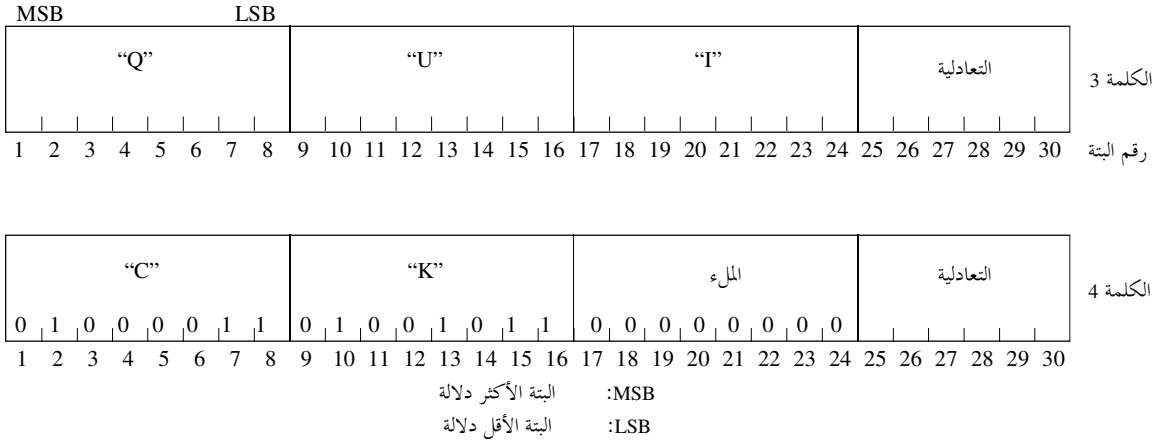 MSB LSB
“Q” “U” “I” التعادلية الكلمة 3
1 2 3 4 5 6 7 8 9 10 11 12 13 14 15 16 17 18 19 20 21 22 23 24 25 26 27 28 29 30 رقم البتة
“C” “K” الملء التعادلية الكلمة 4
0 1 0 0 0 0 1 1 0 1 0 0 1 0 1 1 0 0 0 0 0 0 0 0
1 2 3 4 5 6 7 8 9 10 11 12 13 14 15 16 17 18 19 20 21 22 23 24 25 26 27 28 29 30
MSB: البتة الأكثر دلالة
LSB: البتة الأقل دلالة